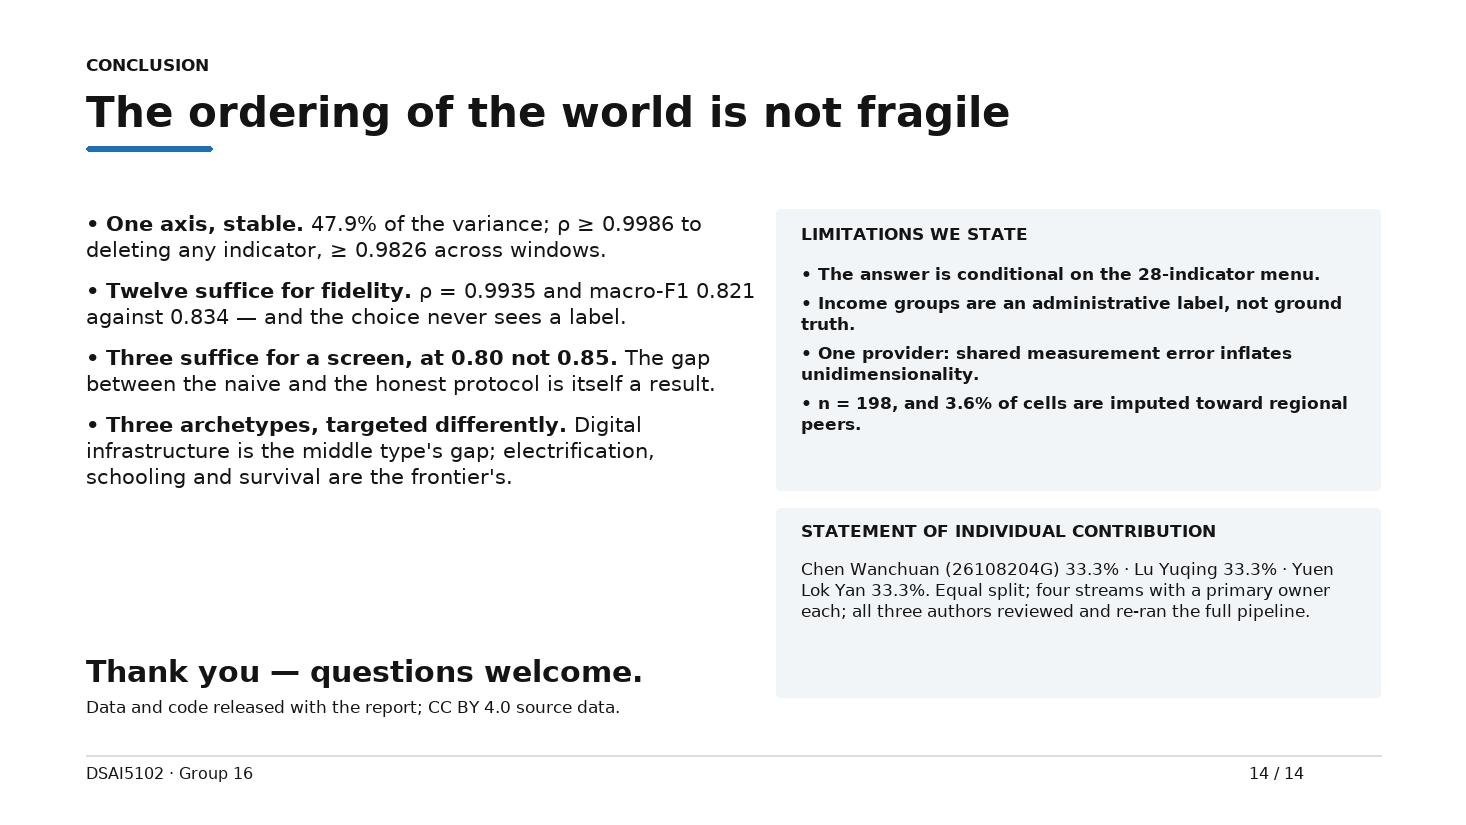 CONCLUSION
The ordering of the world is not fragile
• One axis, stable. 47.9% of the variance; ρ ≥ 0.9986 to
deleting any indicator, ≥ 0.9826 across windows.
• Twelve suffice for fidelity. ρ = 0.9935 and macro-F1 0.821
against 0.834 — and the choice never sees a label.
• Three suffice for a screen, at 0.80 not 0.85. The gap
between the naive and the honest protocol is itself a result.
• Three archetypes, targeted differently. Digital
infrastructure is the middle type's gap; electrification,
schooling and survival are the frontier's.
Thank you — questions welcome.
Data and code released with the report; CC BY 4.0 source data.
LIMITATIONS WE STATE
• The answer is conditional on the 28-indicator menu.
• Income groups are an administrative label, not ground
truth.
• One provider: shared measurement error inflates
unidimensionality.
• n = 198, and 3.6% of cells are imputed toward regional
peers.
STATEMENT OF INDIVIDUAL CONTRIBUTION
Chen Wanchuan (26108204G) 33.3% · Lu Yuqing 33.3% · Yuen
Lok Yan 33.3%. Equal split; four streams with a primary owner
each; all three authors reviewed and re-ran the full pipeline.
DSAI5102 · Group 16
14 / 14